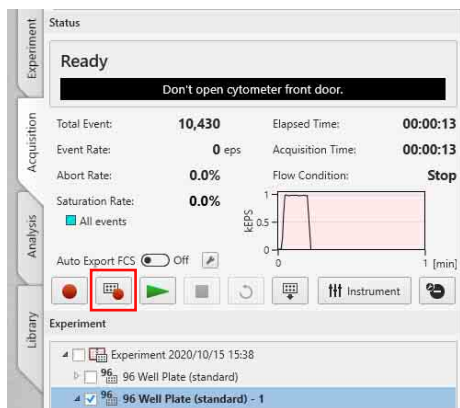 Experiment
Acquisition
Analysis
Library
Status
Ready
Don't open cytometer front door.
Total Event: 10,430 Elapsed Time: 00:00:13
Event Rate: 0 eps Acquisition Time: 00:00:13
Abort Rate: 0.0% Flow Condition: Stop
Saturation Rate: 0.0%
All events
kEPS
1
0.5
0
0 1 [min]
Auto Export FCS Off
Instrument
Experiment
Experiment 2020/10/15 15:38
96 96 Well Plate (standard)
96 96 Well Plate (standard) - 1